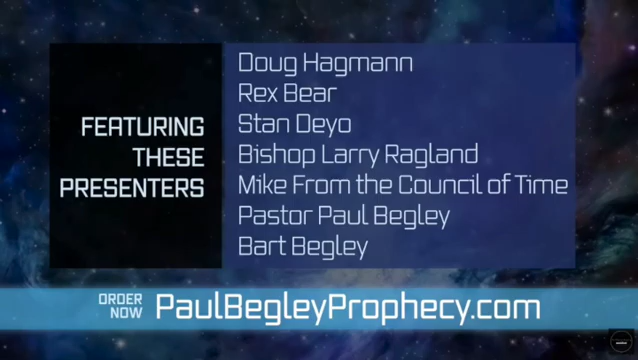 FEATURING
THESE
PRESENTERS
Doug Hagmann
Rex Bear
Stan Deyo
Bishop Larry Ragland
Mike From the Council of Time
Pastor Paul Begley
Bart Begley
ORDER
NOW
PaulBegleyProphecy.com